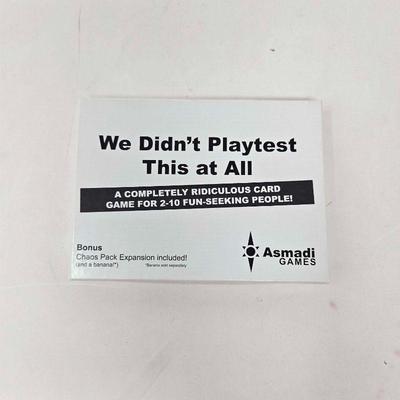 We Didn't Playtest
This at All
A COMPLETELY RIDICULOUS CARD
GAME FOR 2-10 FUN-SEEKING PEOPLE!
Bonus
Chaos Pack Expansion included!
(and a banana!*)
*Banana sold separately
Asmadi
GAMES